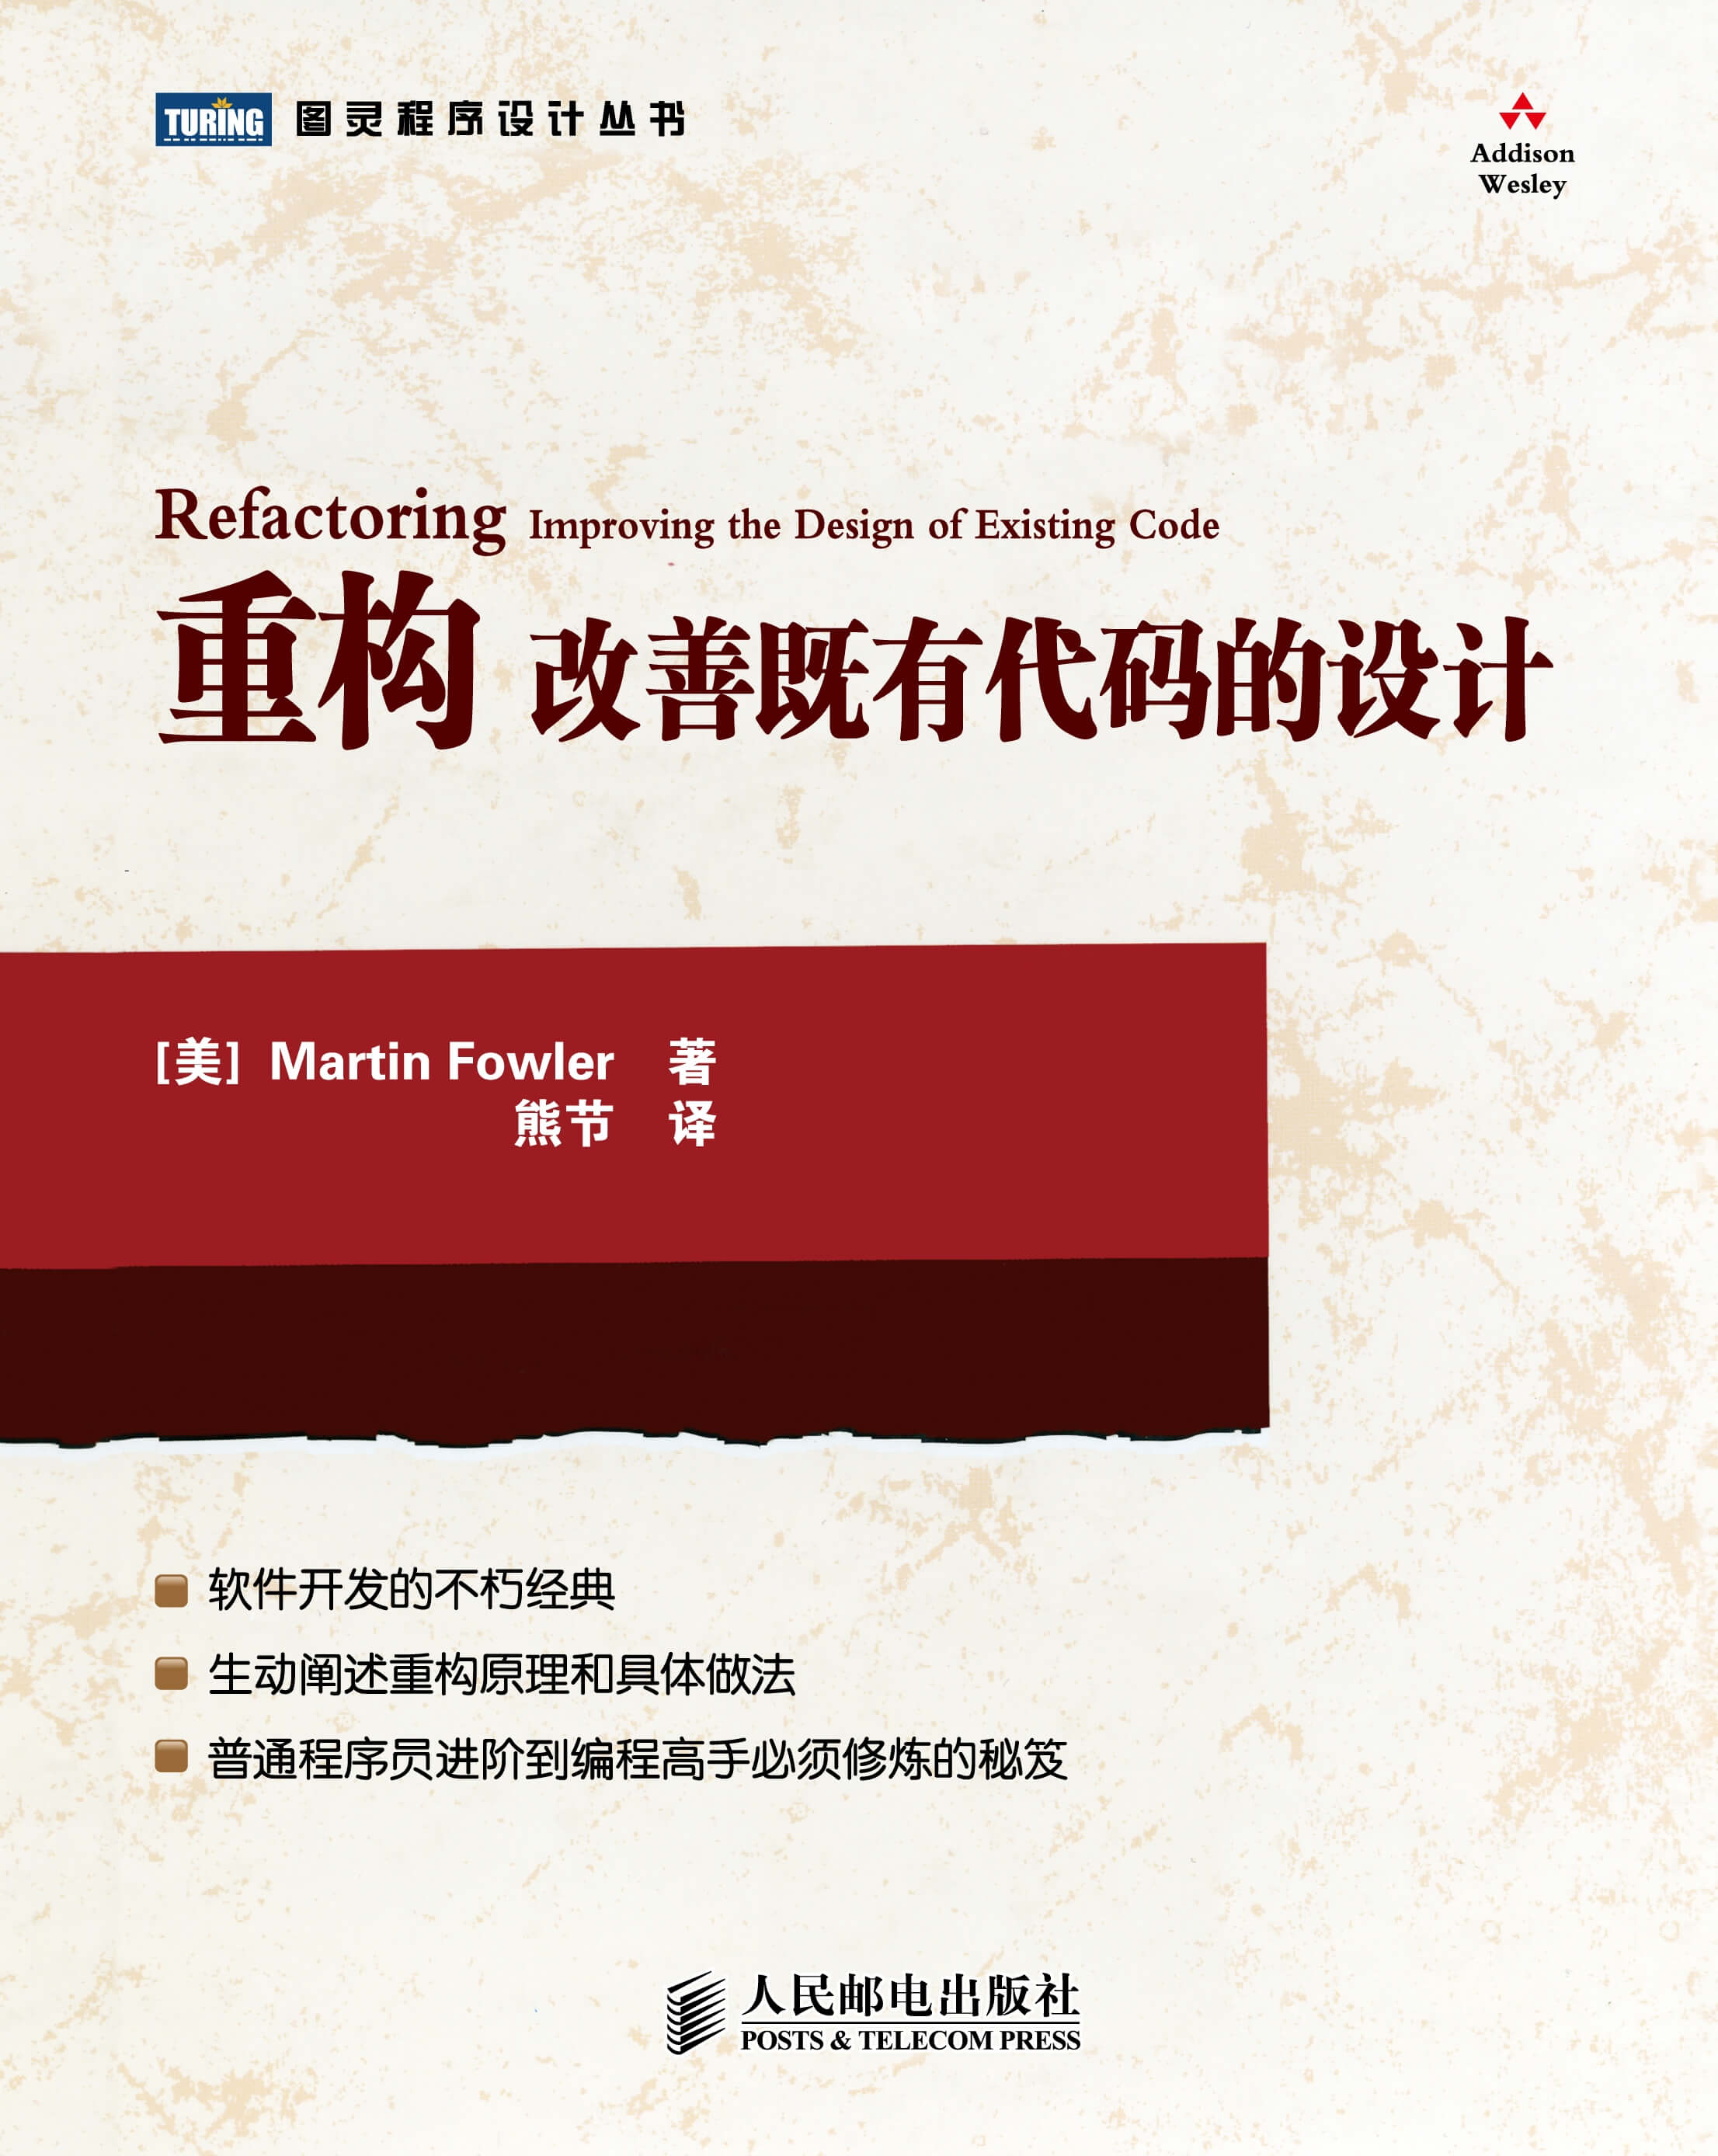 TURING 图灵程序设计丛书
Addison
Wesley
Refactoring Improving the Design of Existing Code
重构 改善既有代码的设计
[美] Martin Fowler 著
熊节 译
软件开发的不朽经典
生动阐述重构原理和具体做法
普通程序员进阶到编程高手必须修炼的秘笈
人民邮电出版社
POSTS & TELECOM PRESS